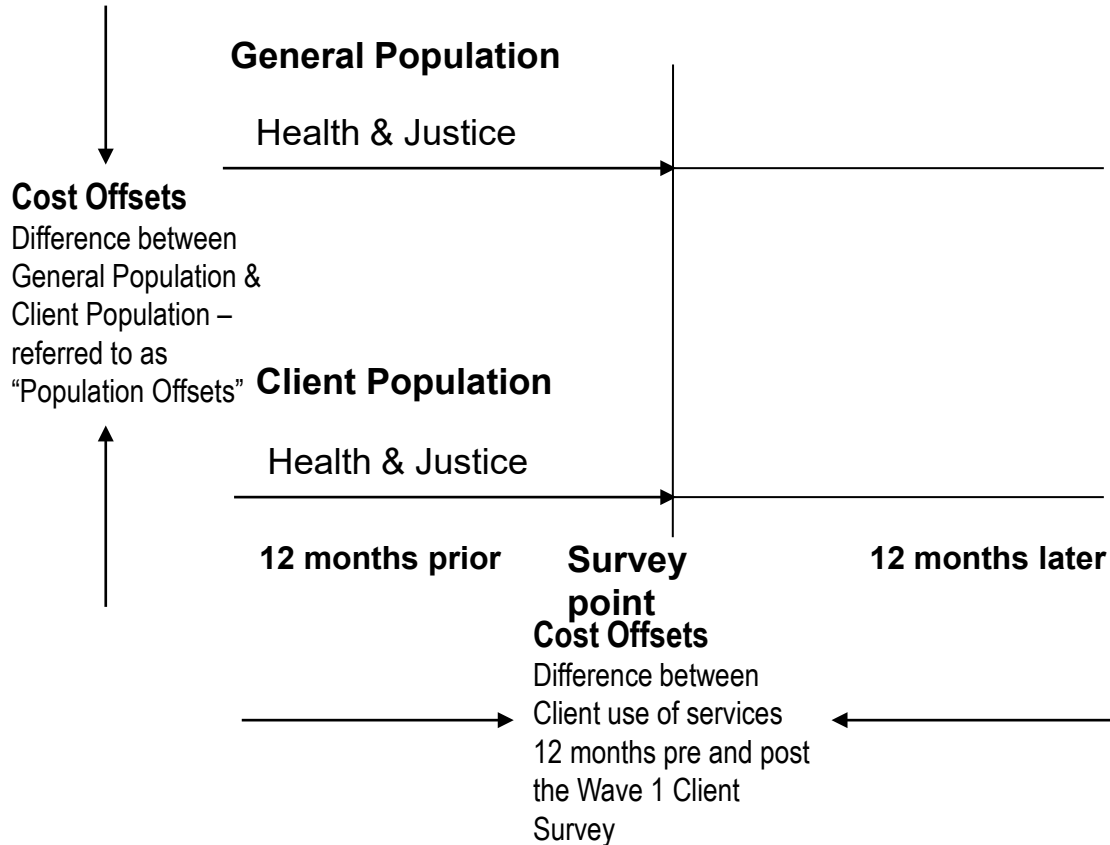 General Population
Health & Justice
Cost Offsets
Difference between
General Population &
Client Population –
referred to as
“Population Offsets”
Client Population
Health & Justice
12 months prior
Survey
point
12 months later
Cost Offsets
Difference between
Client use of services
12 months pre and post
the Wave 1 Client
Survey